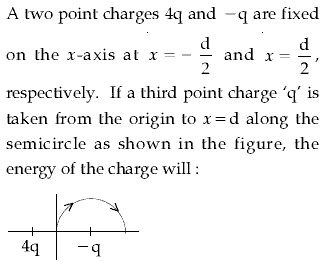 A two point charges 4q and −q are fixed
on the x-axis at x = − d/2 and x = d/2,
respectively. If a third point charge 'q' is
taken from the origin to x=d along the
semicircle as shown in the figure, the
energy of the charge will :
4q −q